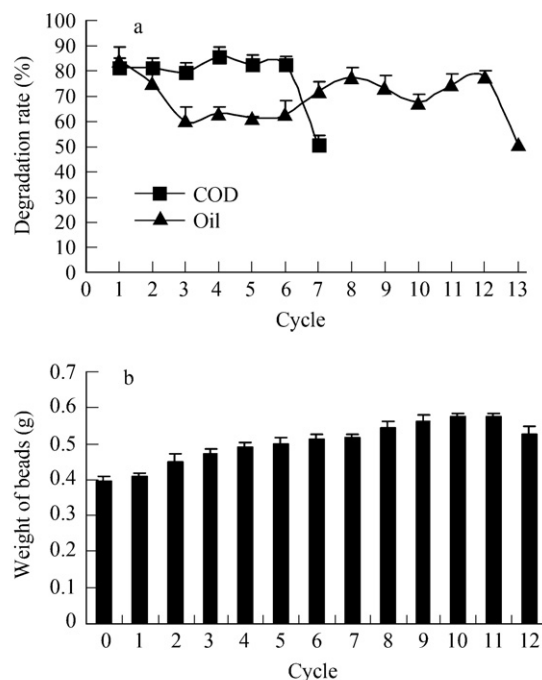 a
100
90
80
70
60
50
40
30
20
10
0
Degradation rate (%)
COD
Oil
0 1 2 3 4 5 6 7 8 9 10 11 12 13
Cycle
b
0.7
0.6
0.5
0.4
0.3
0.2
0.1
0
Weight of beads (g)
0 1 2 3 4 5 6 7 8 9 10 11 12
Cycle